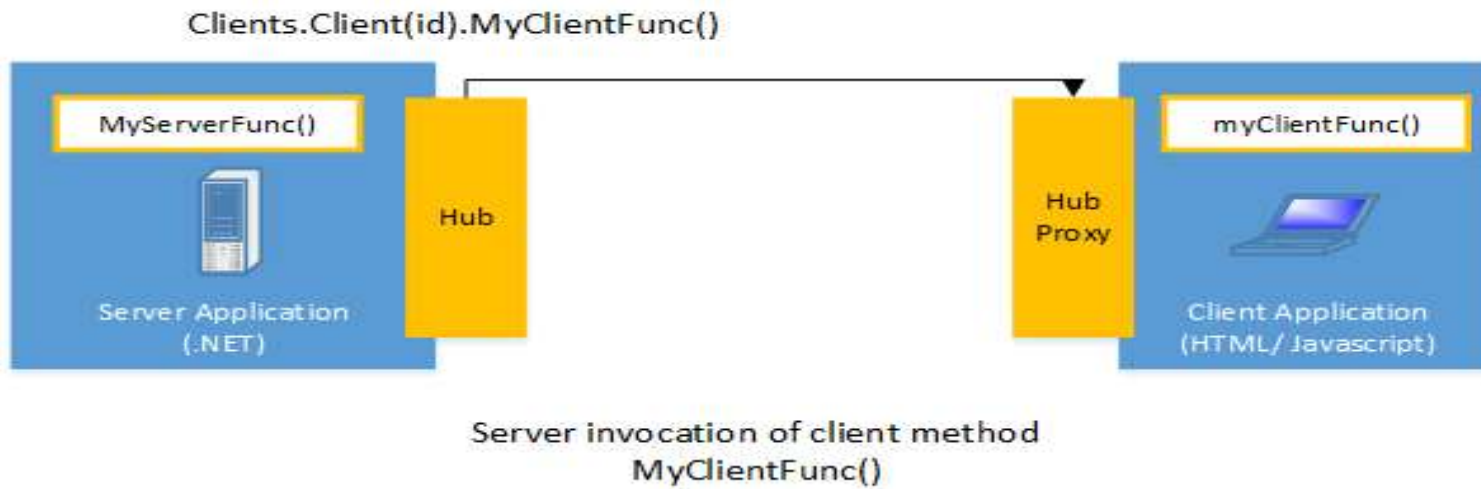 Clients.Client(id).MyClientFunc()
MyServerFunc()
myClientFunc()
Hub
Hub
Proxy
Server Application
(.NET)
Client Application
(HTML/ Javascript)
Server invocation of client method
MyClientFunc()